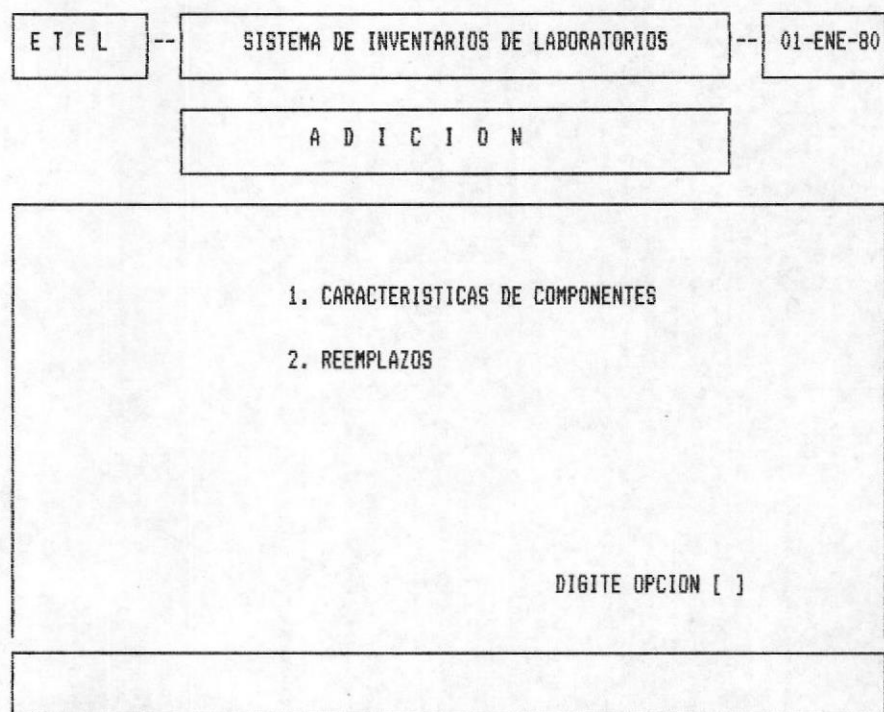 E T E L -- SISTEMA DE INVENTARIOS DE LABORATORIOS -- 01-ENE-80
A D I C I O N
1. CARACTERISTICAS DE COMPONENTES
2. REEMPLAZOS
DIGITE OPCION [ ]